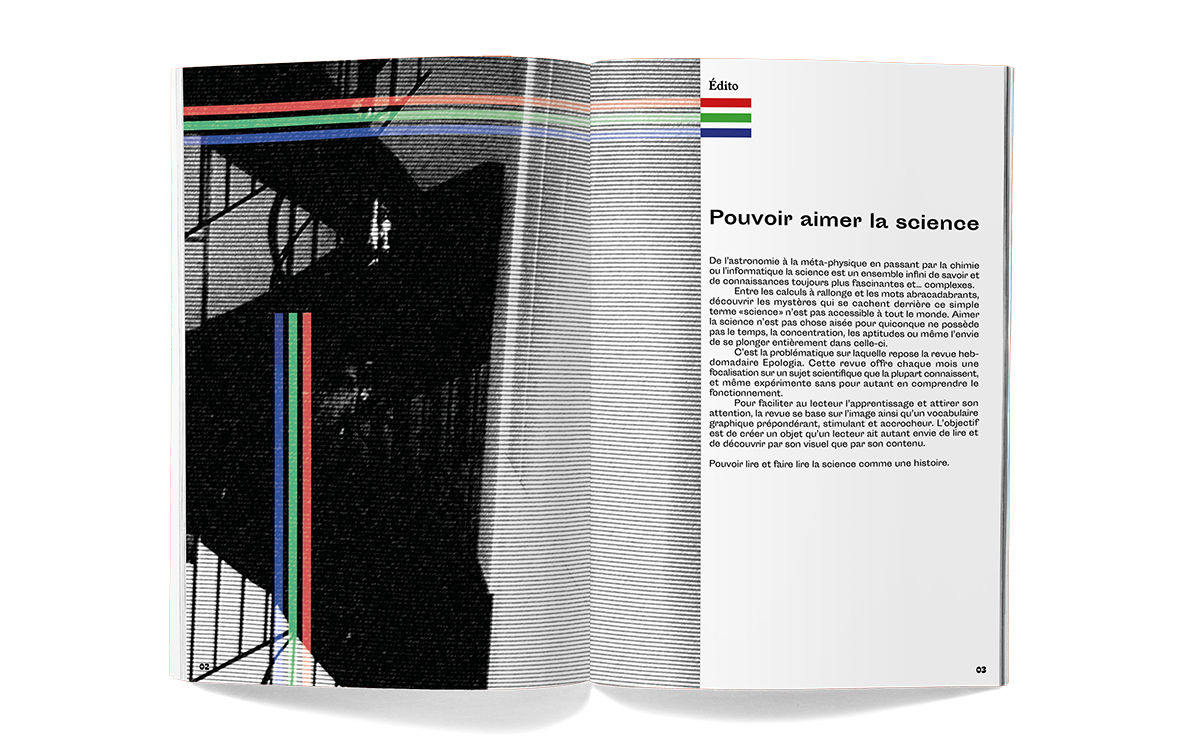 Édito
Pouvoir aimer la science
De l'astronomie à la méta-physique en passant par la chimie
ou l'informatique la science est un ensemble infini de savoir et
de connaissances toujours plus fascinantes et... complexes.
Entre les calculs à rallonge et les mots abracadabrants,
découvrir les mystères qui se cachent derrière ce simple
terme «science» n'est pas accessible à tout le monde. Aimer
la science n'est pas chose aisée pour quiconque ne possède
pas le temps, la concentration, les aptitudes ou même l'envie
de se plonger entièrement dans celle-ci.
C'est la problématique sur laquelle repose la revue heb-
domadaire Epologia. Cette revue offre chaque mois une
focalisation sur un sujet scientifique que la plupart connaissent,
et même expérimente sans pour autant en comprendre le
fonctionnement.
Pour faciliter au lecteur l'apprentissage et attirer son
attention, la revue se base sur l'image ainsi qu'un vocabulaire
graphique prépondérant, stimulant et accrocheur. L'objectif
est de créer un objet qu'un lecteur ait autant envie de lire et
de découvrir par son visuel que par son contenu.
Pouvoir lire et faire lire la science comme une histoire.
02
03